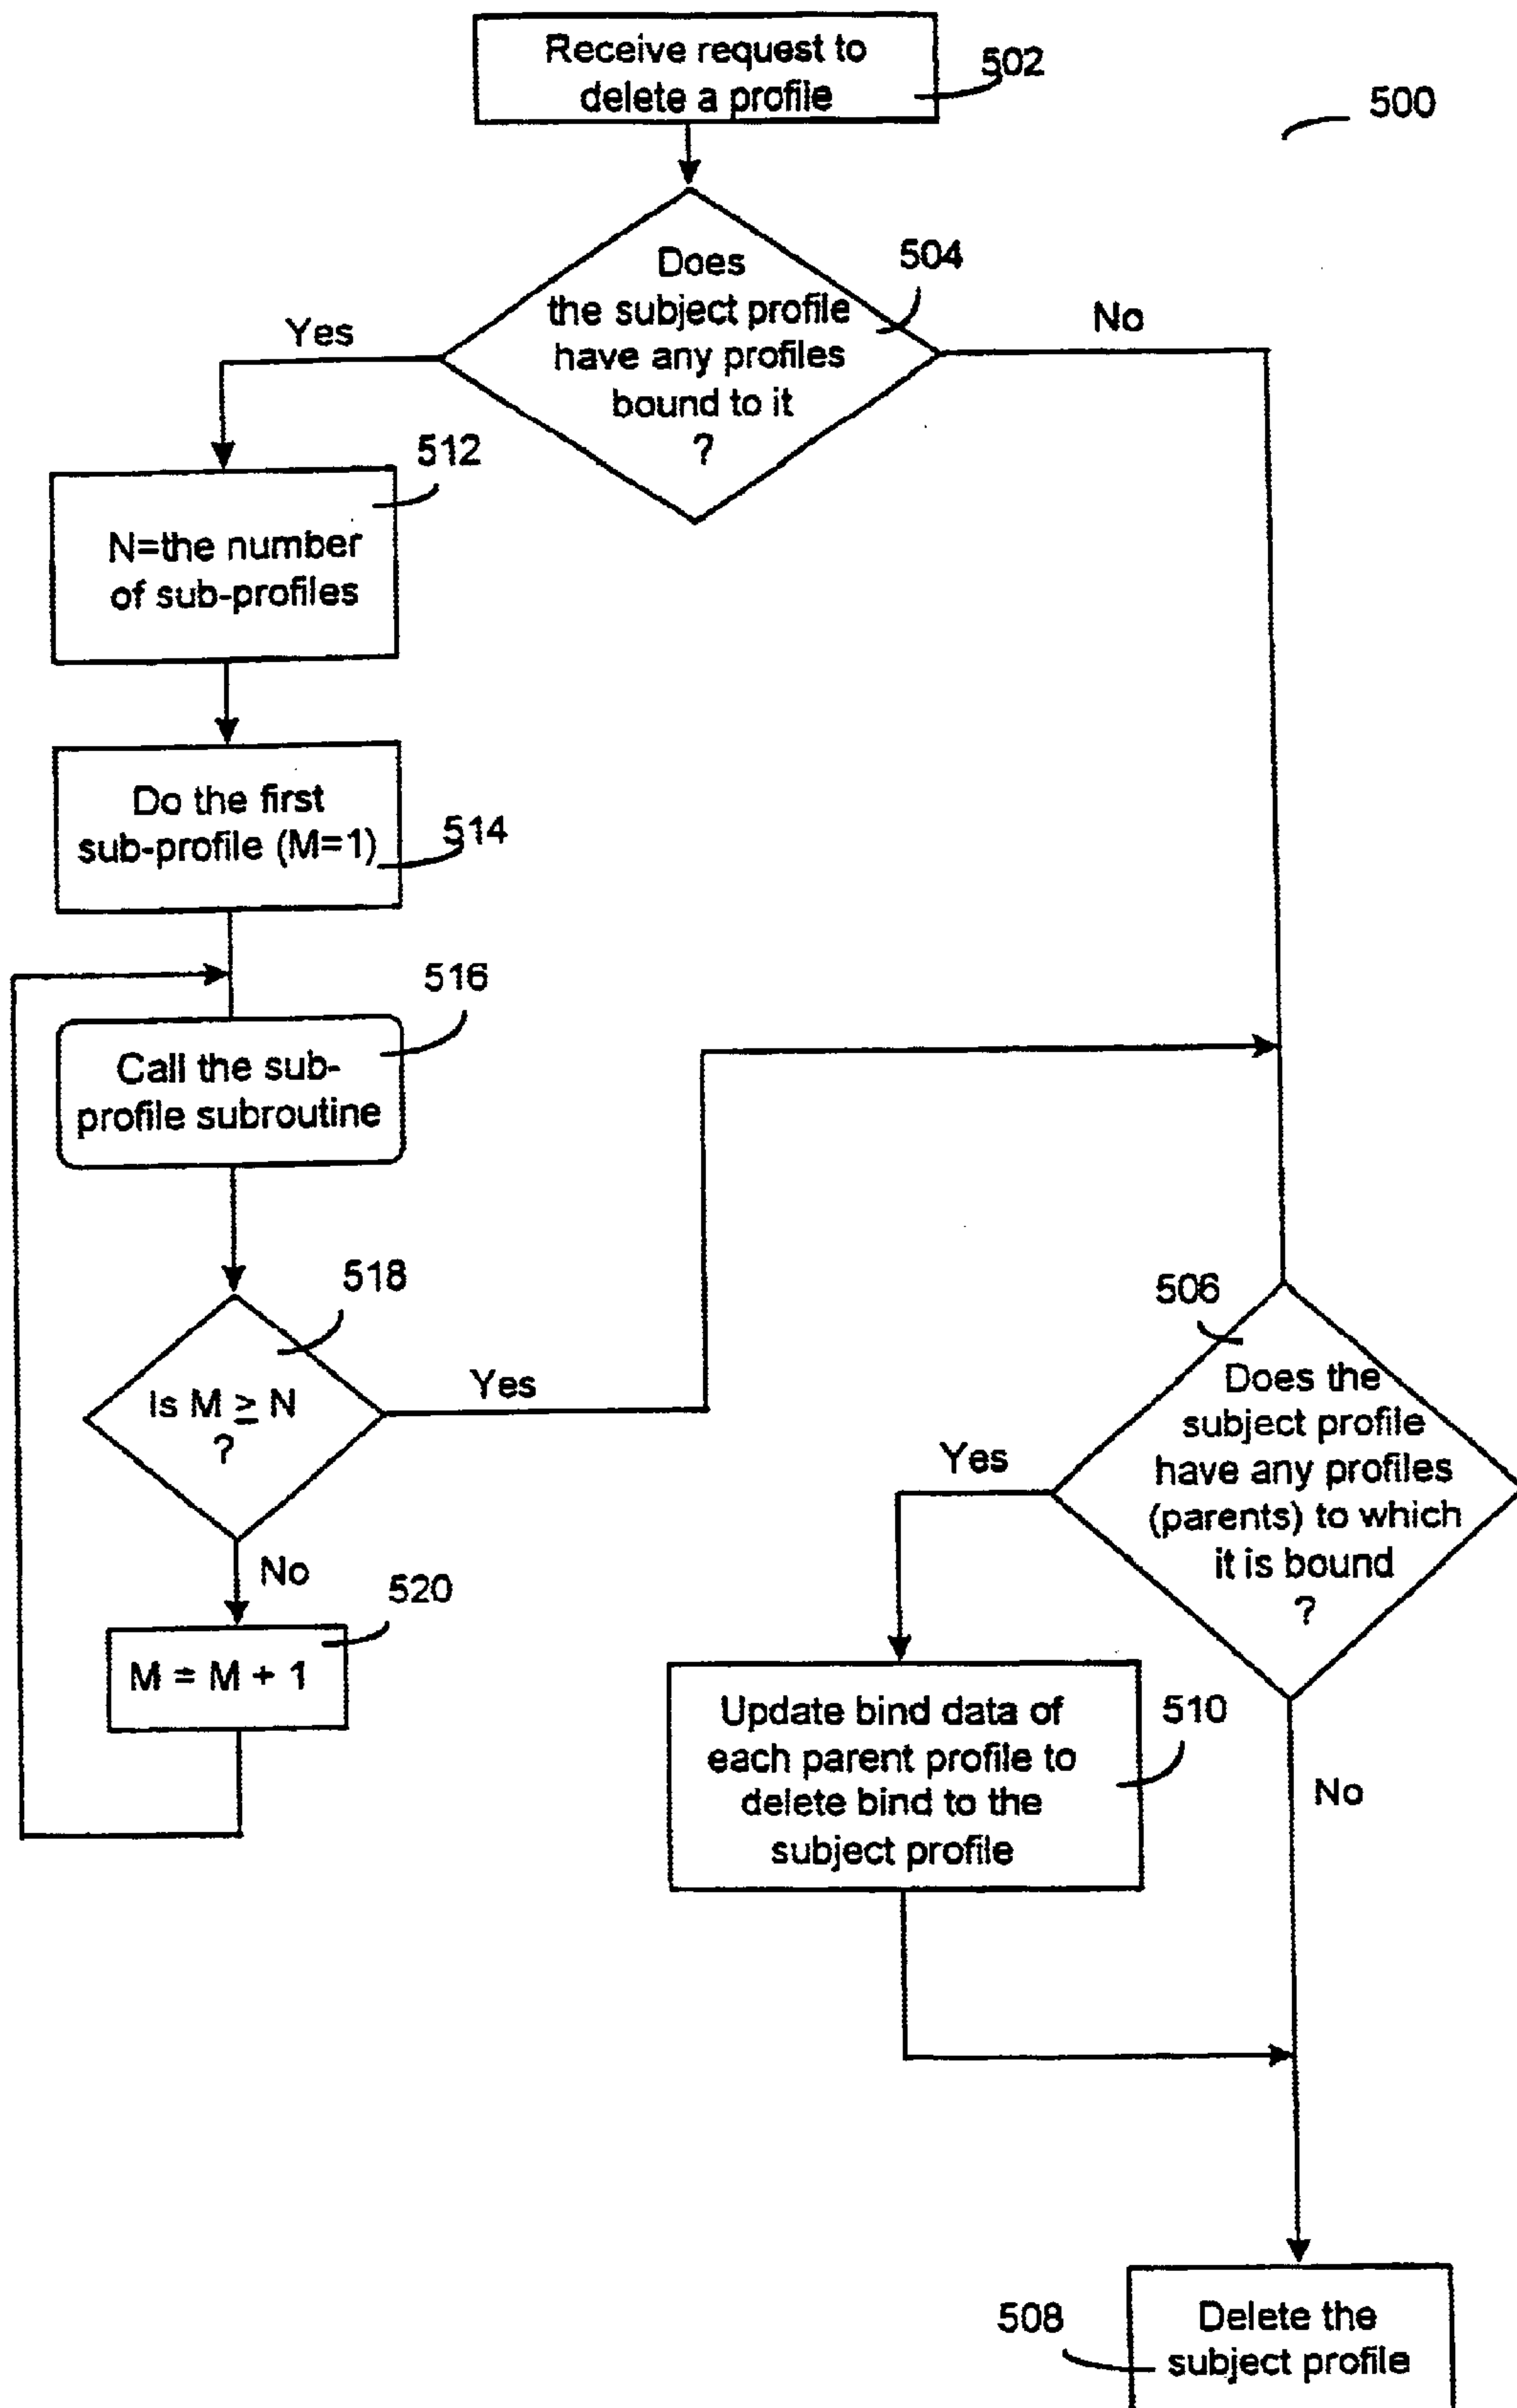 Receive request to
delete a profile
502
500
Does
the subject profile
have any profiles
bound to it
?
504
Yes
No
512
N=the number
of sub-profiles
Do the first
sub-profile (M=1)
514
516
Call the sub-
profile subroutine
518
Is M ≥ N
?
Yes
No
520
M = M + 1
506
Does the
subject profile
have any profiles
(parents) to which
it is bound
?
Yes
No
Update bind data of
each parent profile to
delete bind to the
subject profile
510
508
Delete the
subject profile